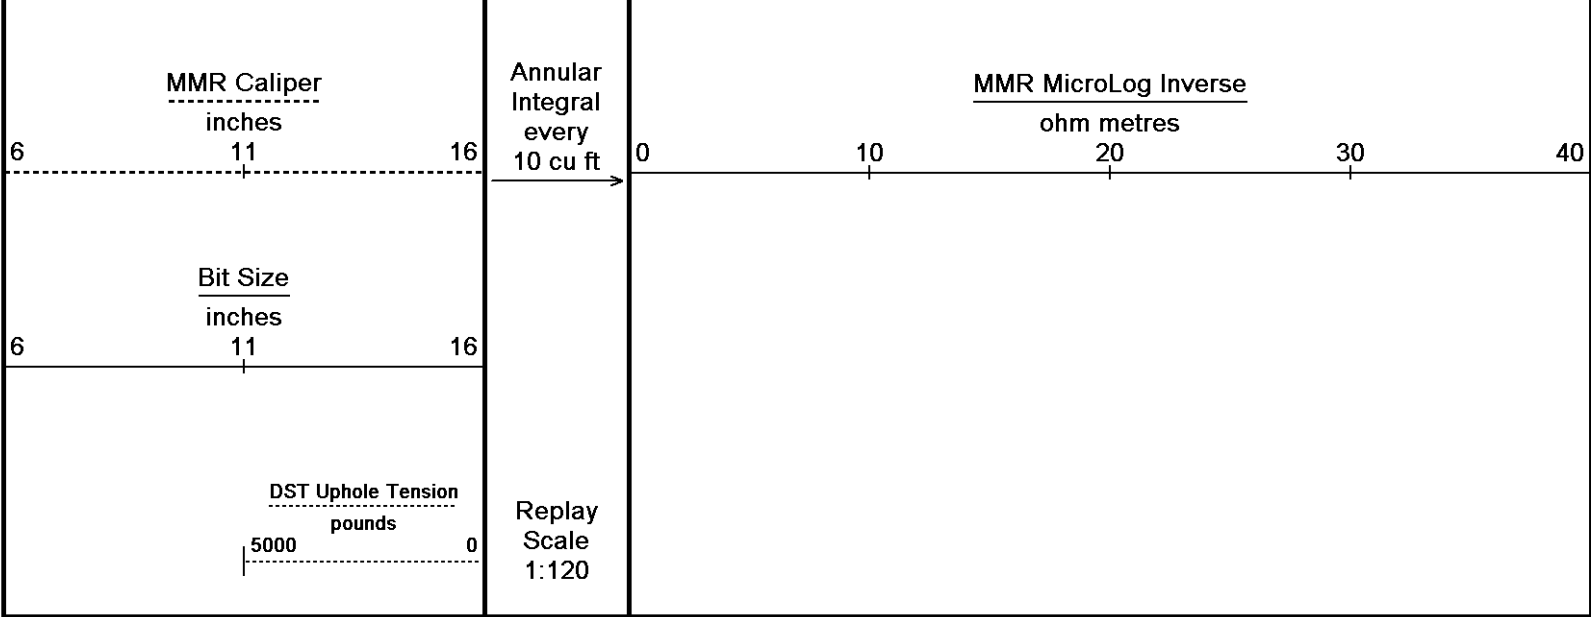 MMR Caliper
inches
6 11 16
Bit Size
inches
6 11 16
DST Uphole Tension
pounds
5000 0
Annular
Integral
every
10 cu ft
Replay
Scale
1:120
MMR MicroLog Inverse
ohm metres
0 10 20 30 40